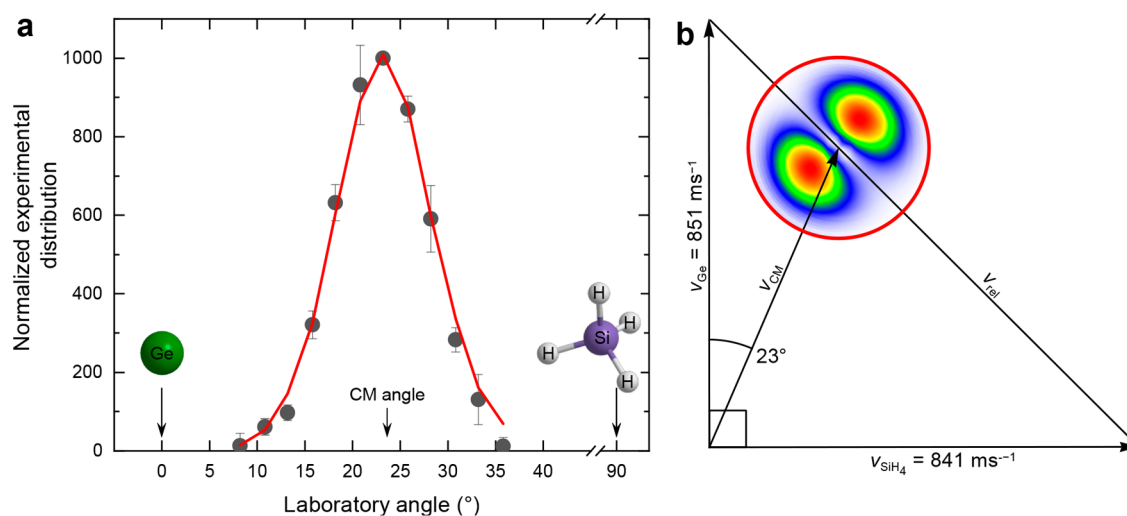 a
Normalized experimental
distribution
1000
800
600
400
200
0
0 5 10 15 20 25 30 35 40 90
Laboratory angle (°)
Ge
CM angle
H
H
Si
H
H
b
vGe = 851 ms⁻¹
vCM
vrel
23°
vSiH₄ = 841 ms⁻¹